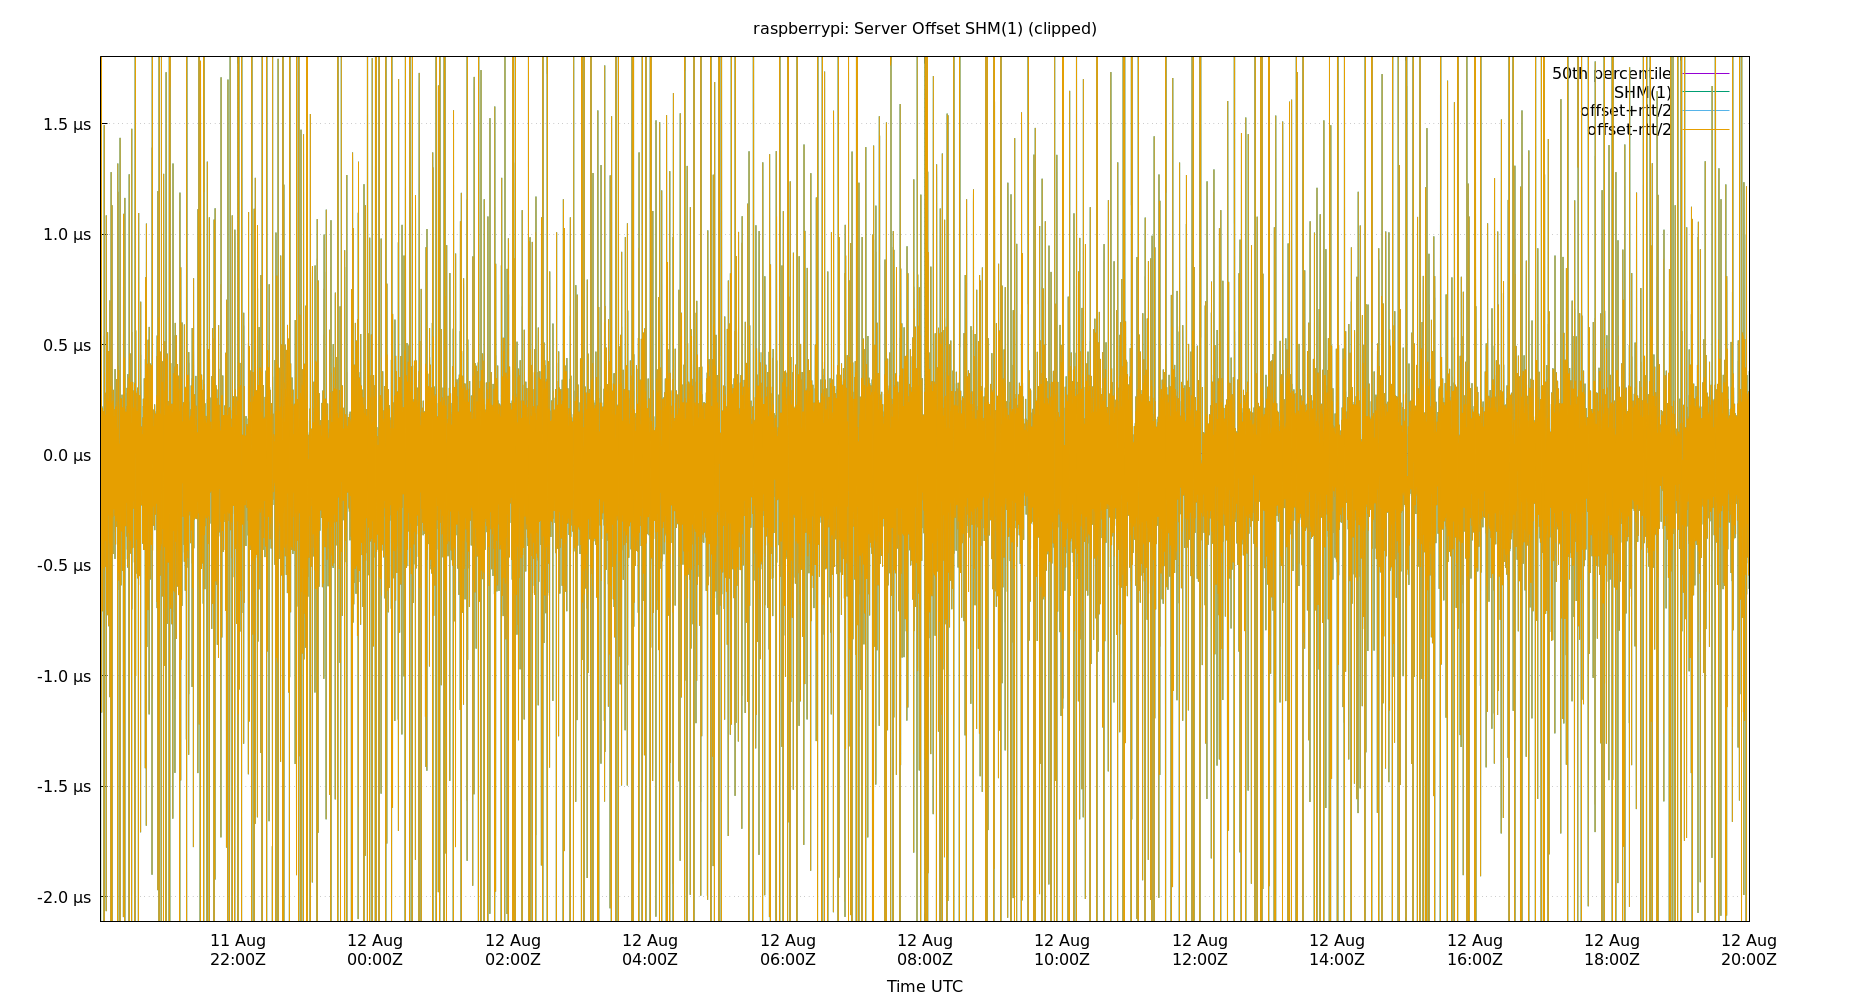 raspberrypi: Server Offset SHM(1) (clipped)
50th percentile
SHM(1)
offset+rtt/2
offset-rtt/2
1.5 µs
1.0 µs
0.5 µs
0.0 µs
-0.5 µs
-1.0 µs
-1.5 µs
-2.0 µs
11 Aug 12 Aug 12 Aug 12 Aug 12 Aug 12 Aug 12 Aug 12 Aug 12 Aug 12 Aug 12 Aug 12 Aug
22:00Z 00:00Z 02:00Z 04:00Z 06:00Z 08:00Z 10:00Z 12:00Z 14:00Z 16:00Z 18:00Z 20:00Z
Time UTC